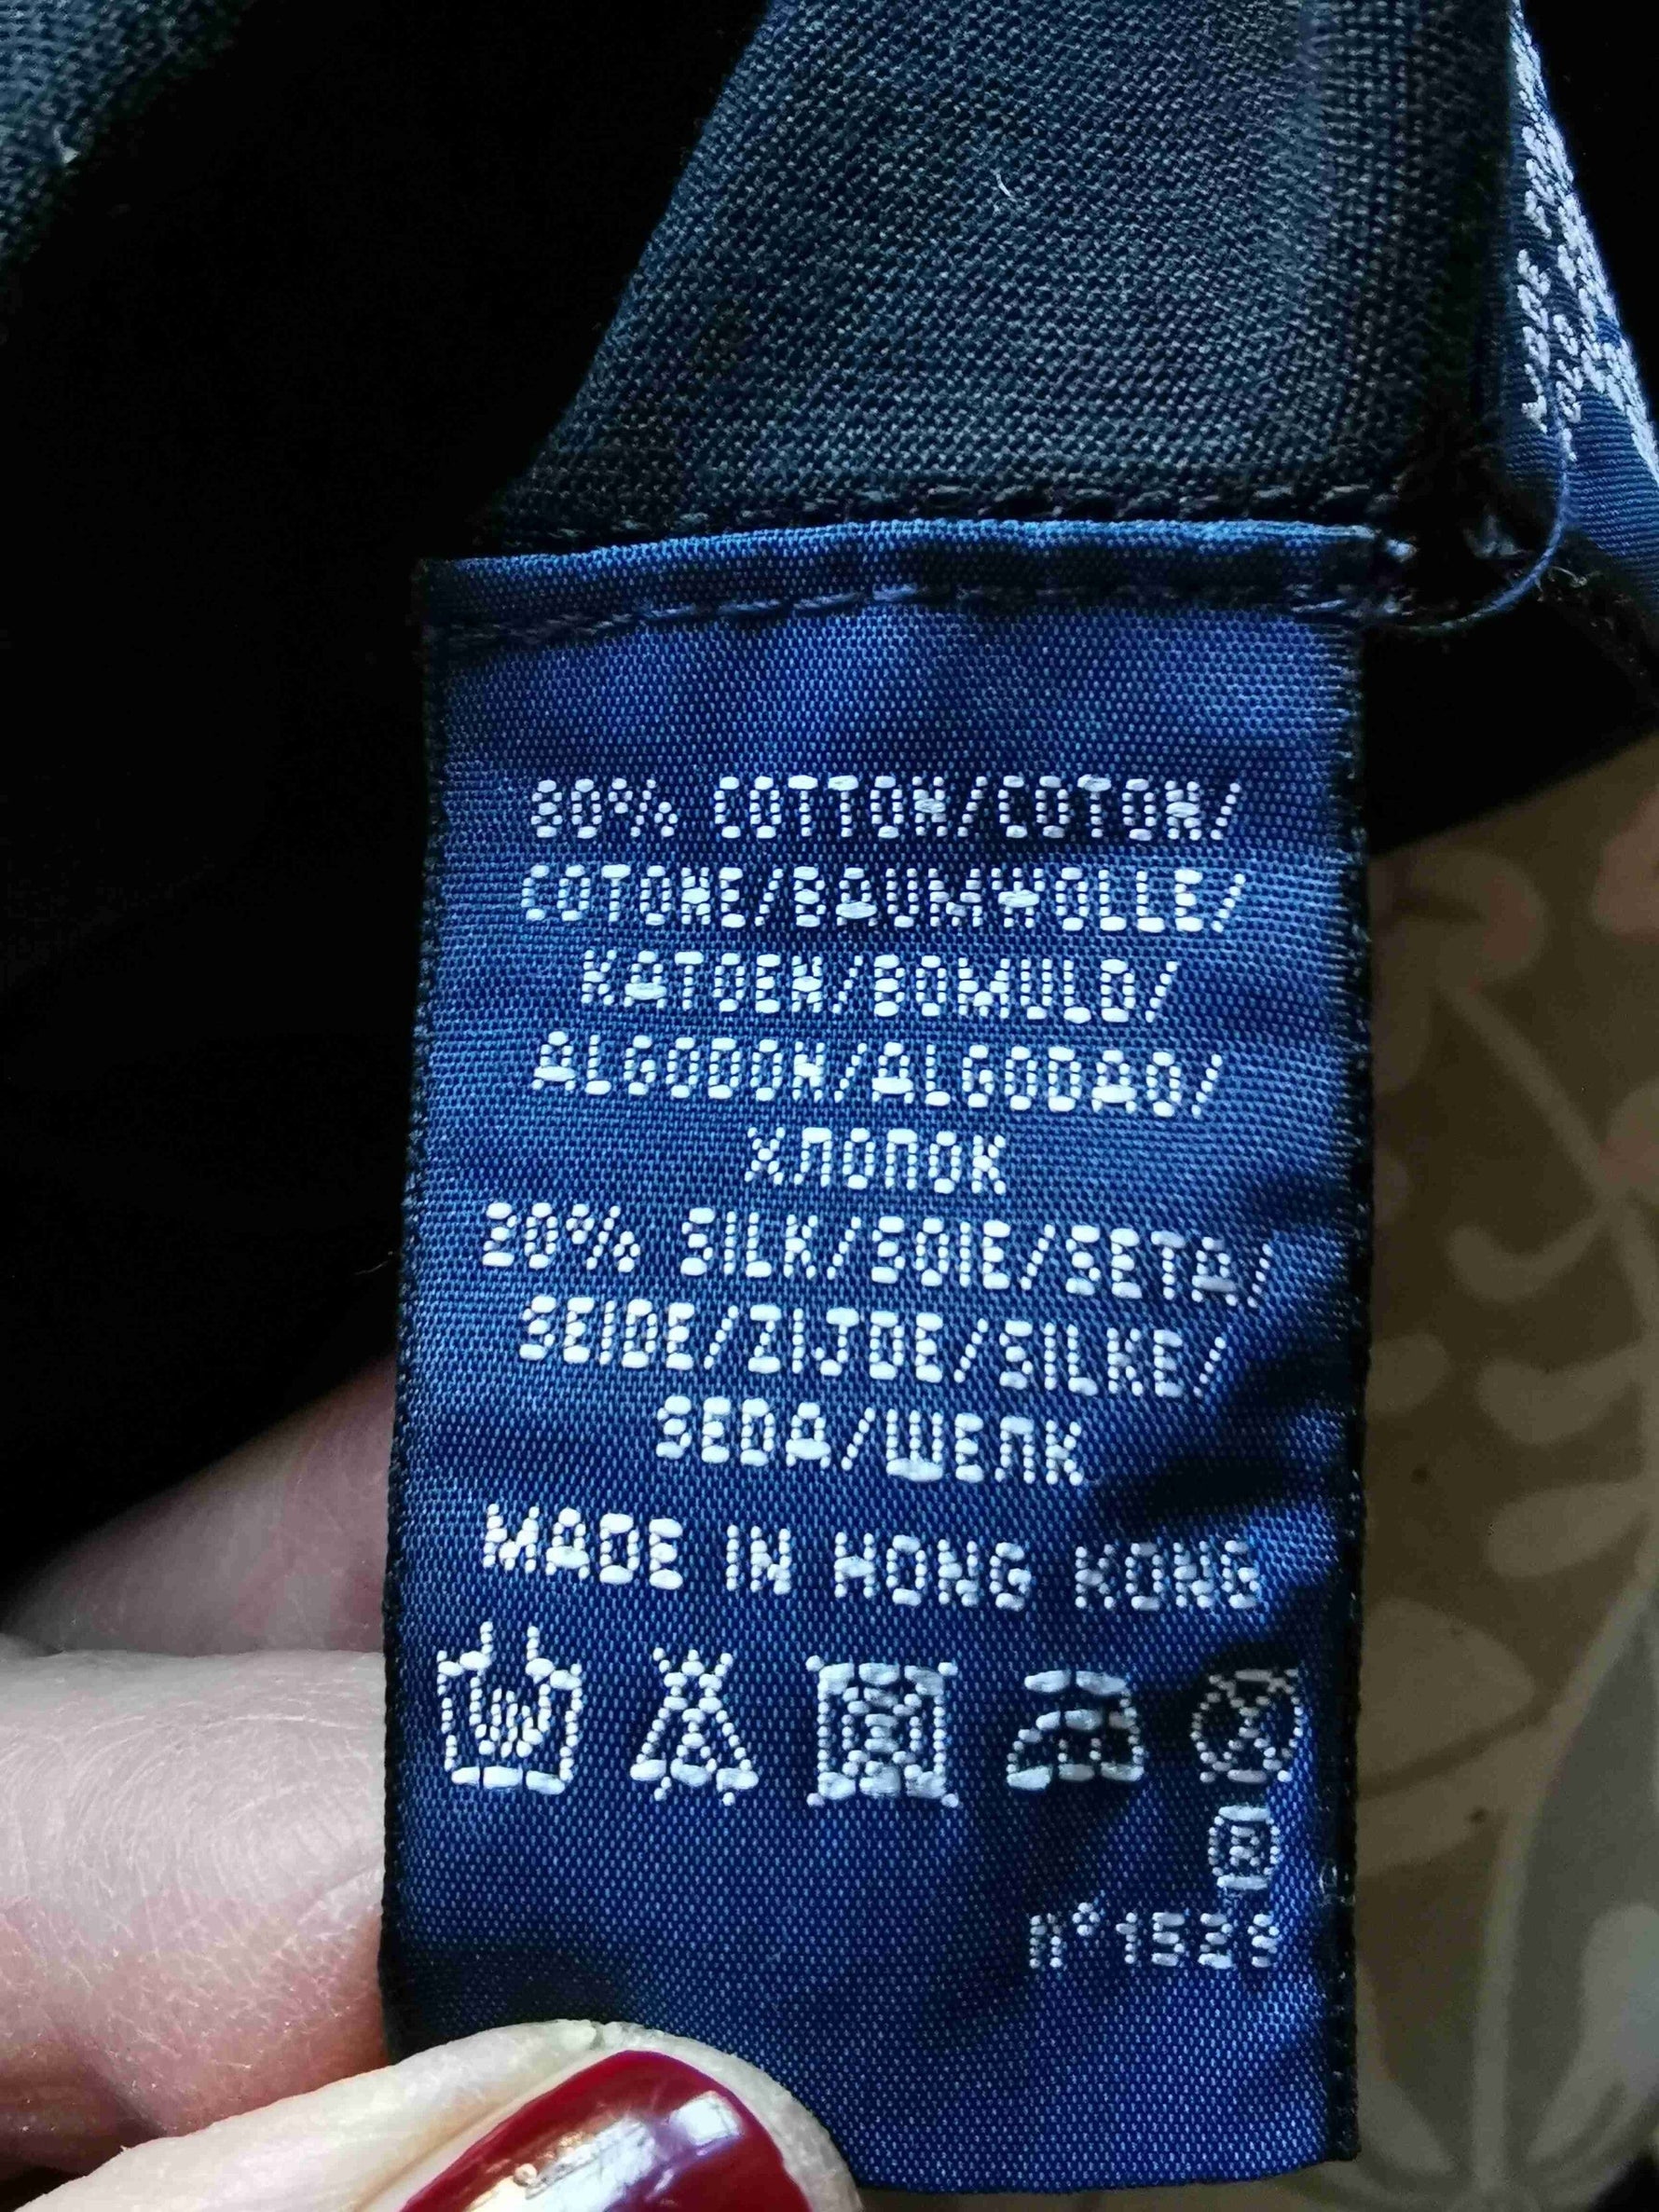 80% COTTON/COTON/
COTONE/BAUMWOLLE/
KATOEN/BOMULD/
ALGODON/ALGODAO/
ХЛОПОК
20% SILK/SOIE/SETA/
SEIDE/ZIJDE/SILKE/
SEDA/ШЕЛК
MADE IN HONG KONG
®
n°1529